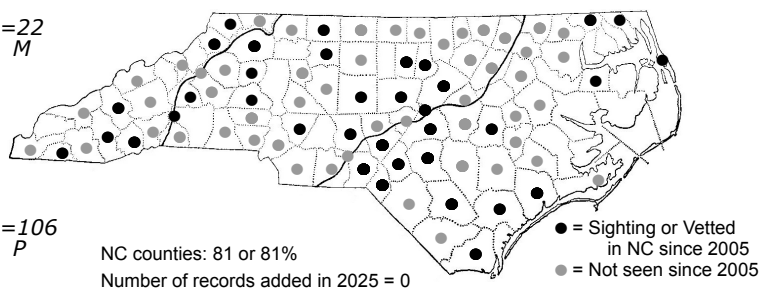 =22
M
=106
P
NC counties: 81 or 81%
Number of records added in 2025 = 0
● = Sighting or Vetted
in NC since 2005
● = Not seen since 2005